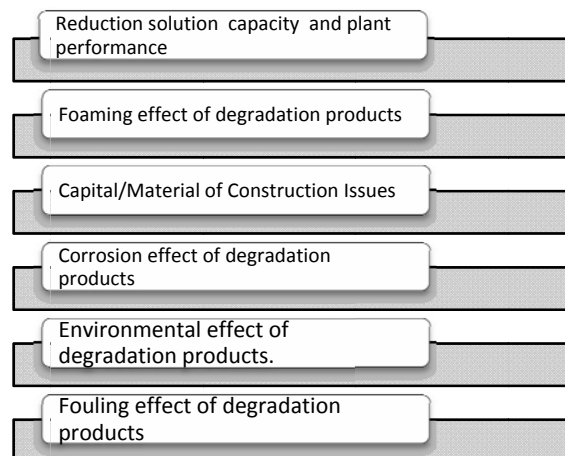 Reduction solution capacity and plant
performance
Foaming effect of degradation products
Capital/Material of Construction Issues
Corrosion effect of degradation
products
Environmental effect of
degradation products.
Fouling effect of degradation
products